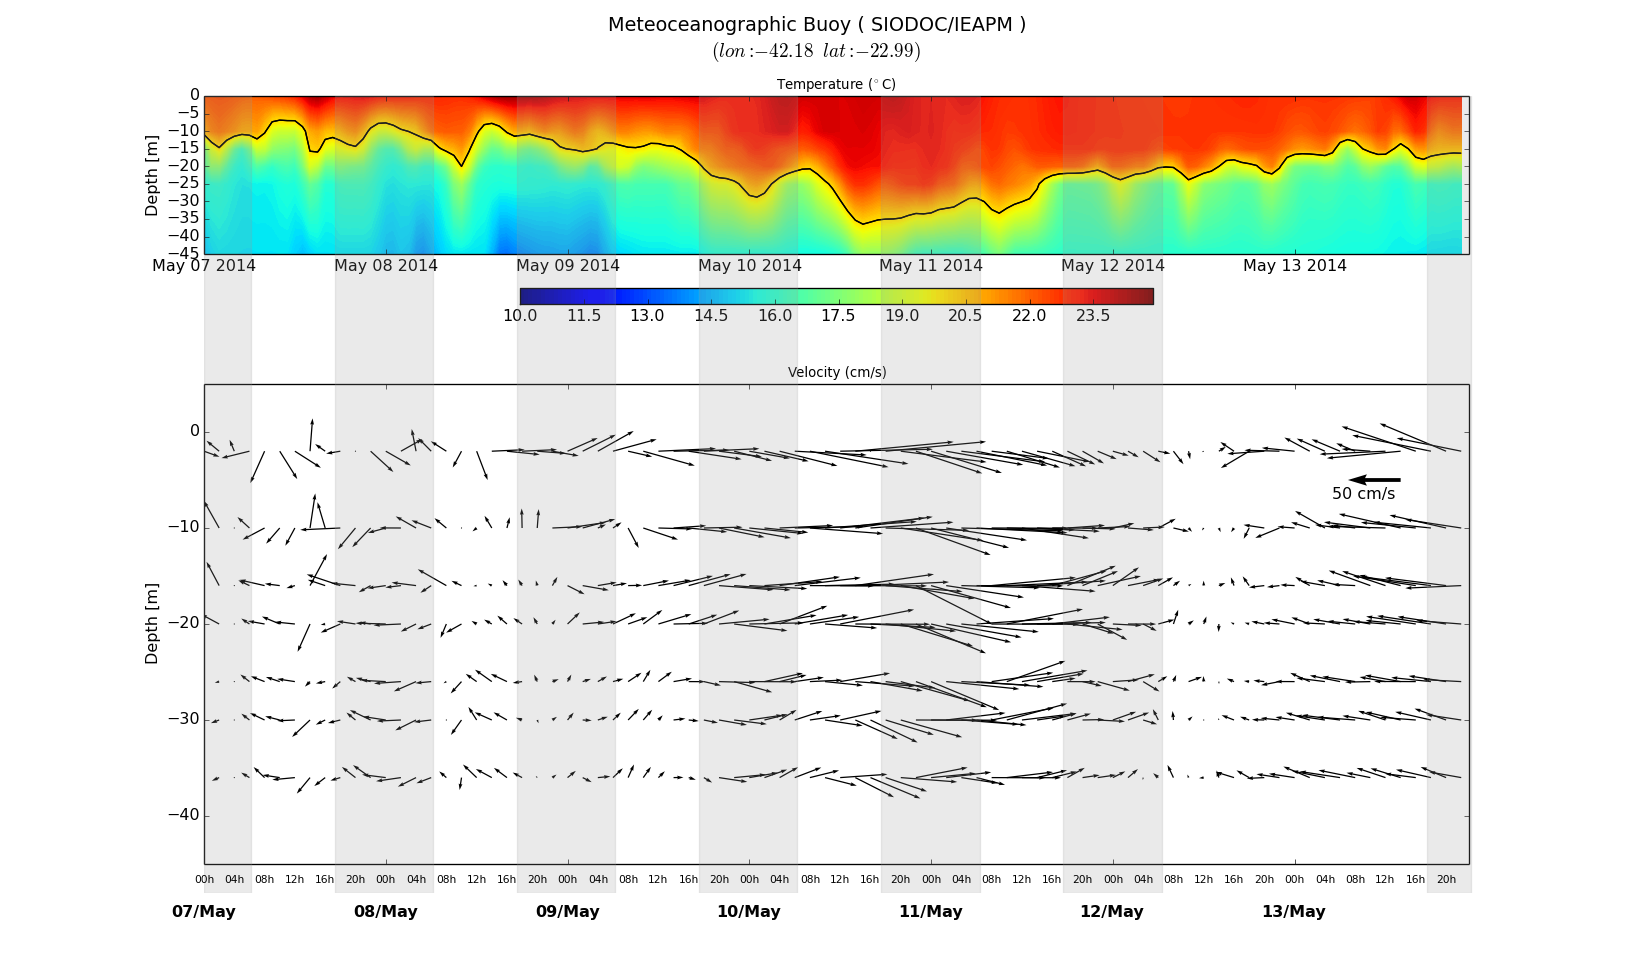 Meteoceanographic Buoy ( SIODOC/IEAPM )
(lon:−42.18 lat:−22.99)
Temperature (°C)
0
−5
−10
−15
−20
−25
−30
−35
−40
−45
Depth [m]
May 07 2014 May 08 2014 May 09 2014 May 10 2014 May 11 2014 May 12 2014 May 13 2014
10.0 11.5 13.0 14.5 16.0 17.5 19.0 20.5 22.0 23.5
Velocity (cm/s)
0
−10
−20
−30
−40
Depth [m]
50 cm/s
00h 04h 08h 12h 16h 20h 00h 04h 08h 12h 16h 20h 00h 04h 08h 12h 16h 20h 00h 04h 08h 12h 16h 20h 00h 04h 08h 12h 16h 20h 00h 04h 08h 12h 16h 20h 00h 04h 08h 12h 16h 20h
07/May 08/May 09/May 10/May 11/May 12/May 13/May